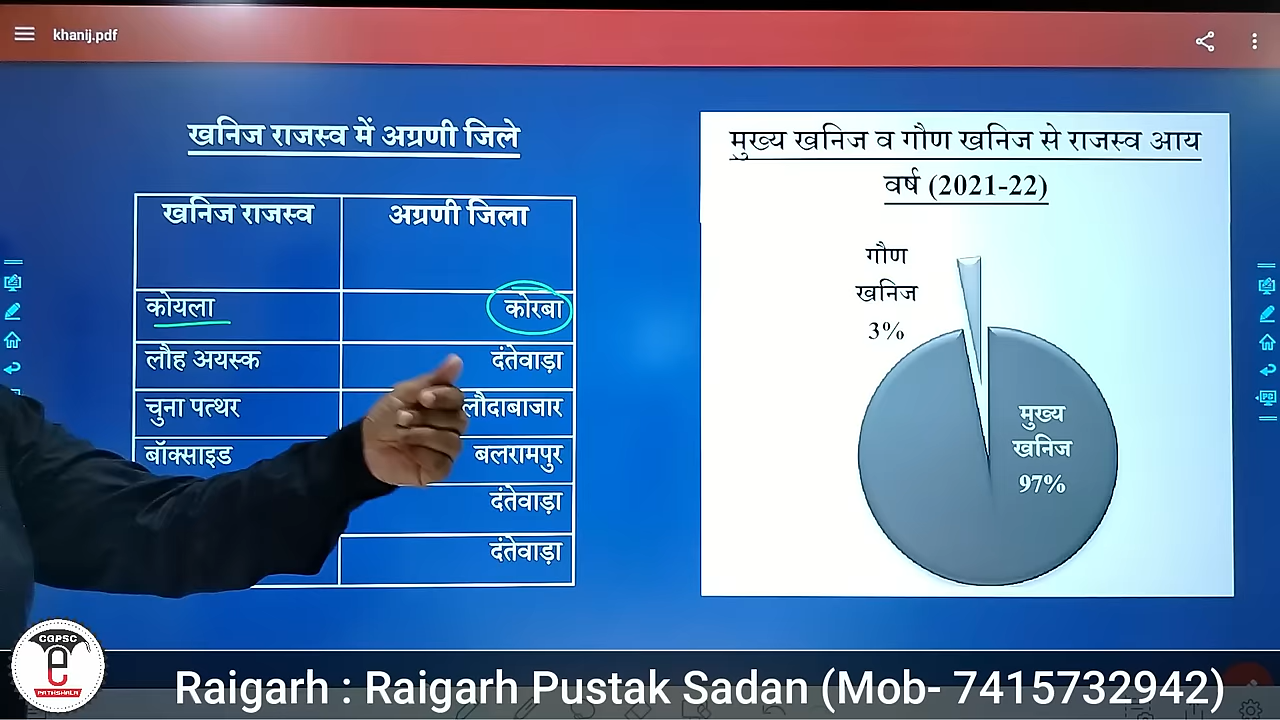 khanij.pdf
खनिज राजस्व में अग्रणी जिले
खनिज राजस्व अग्रणी जिला
कोयला कोरबा
लौह अयस्क दंतेवाड़ा
चुना पत्थर
बॉक्साइड बलरामपुर
दंतेवाड़ा
दंतेवाड़ा
मुख्य खनिज व गौण खनिज से राजस्व आय
वर्ष (2021-22)
गौण
खनिज
3%
मुख्य
खनिज
97%
CGPSC
e
PATHSHALA
Raigarh : Raigarh Pustak Sadan (Mob- 7415732942)